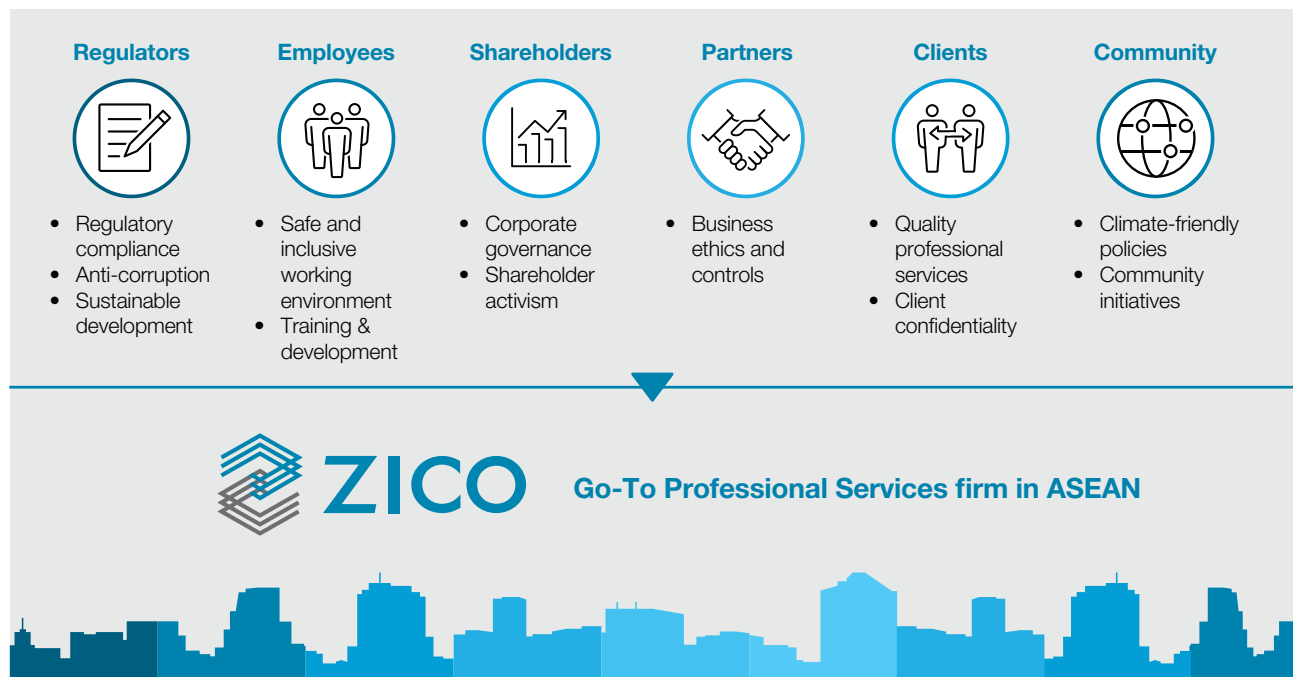 Regulators
Employees
Shareholders
Partners
Clients
Community
• Regulatory
compliance
• Anti-corruption
• Sustainable
development
• Safe and
inclusive
working
environment
• Training &
development
• Corporate
governance
• Shareholder
activism
• Business
ethics and
controls
• Quality
professional
services
• Client
confidentiality
• Climate-friendly
policies
• Community
initiatives
ZICO
Go-To Professional Services firm in ASEAN